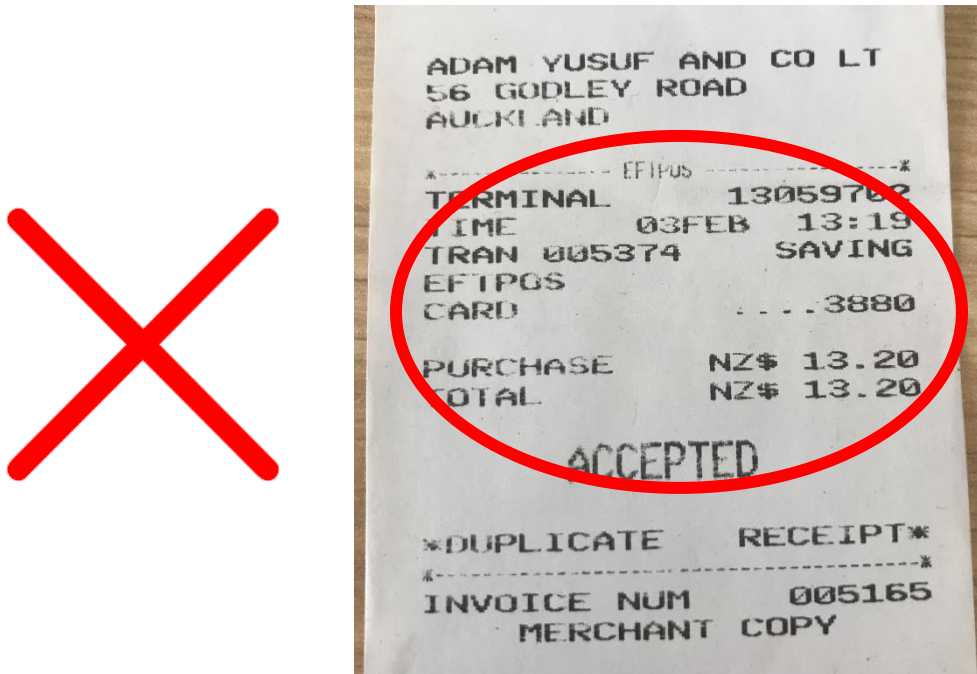 ADAM YUSUF AND CO LT
56 GODLEY ROAD
AUCKLAND
*-------------- EFTPOS --------------*
TERMINAL 13059702
TIME 03FEB 13:19
TRAN 005374 SAVING
EFTPOS
CARD ....3880
PURCHASE NZ$ 13.20
TOTAL NZ$ 13.20
ACCEPTED
*DUPLICATE RECEIPT*
*------------------------------------*
INVOICE NUM 005165
MERCHANT COPY